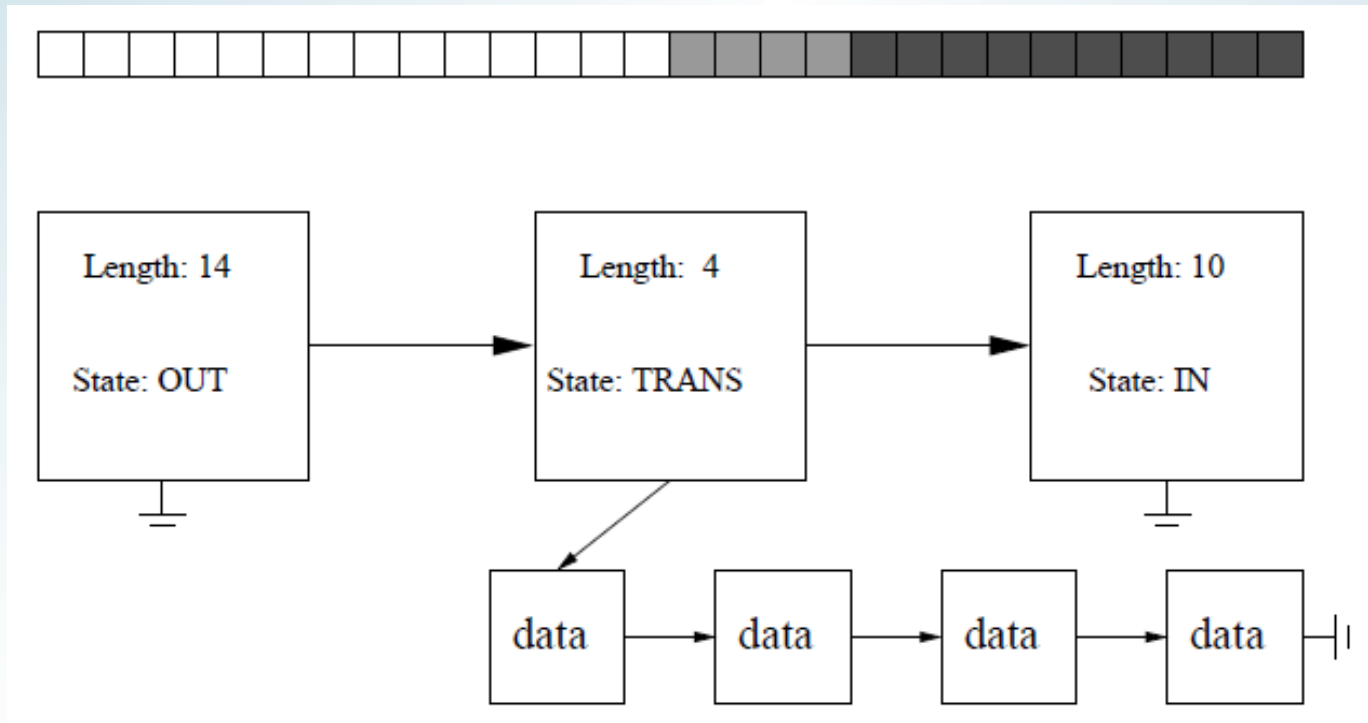 Length: 14
State: OUT
Length: 4
State: TRANS
Length: 10
State: IN
data
data
data
data